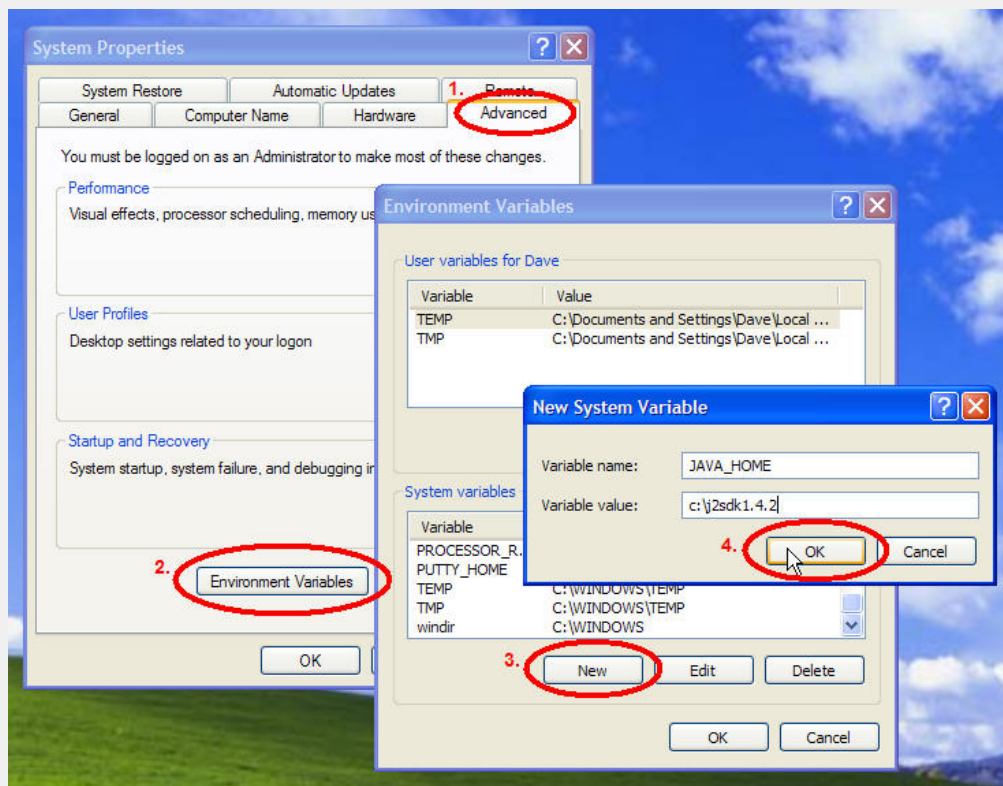 System Properties
System Restore Automatic Updates 1. Remote
General Computer Name Hardware Advanced
You must be logged on as an Administrator to make most of these changes.
Performance
Visual effects, processor scheduling, memory us
User Profiles
Desktop settings related to your logon
Startup and Recovery
System startup, system failure, and debugging in
2. Environment Variables
OK
Environment Variables
User variables for Dave
Variable Value
TEMP C:\Documents and Settings\Dave\Local ...
TMP C:\Documents and Settings\Dave\Local ...
System variables
Variable
PROCESSOR_R.
PUTTY_HOME
TEMP C:\WINDOWS\TEMP
TMP C:\WINDOWS\TEMP
windir C:\WINDOWS
3. New Edit Delete
OK Cancel
New System Variable
Variable name: JAVA_HOME
Variable value: c:\j2sdk1.4.2
4. OK Cancel